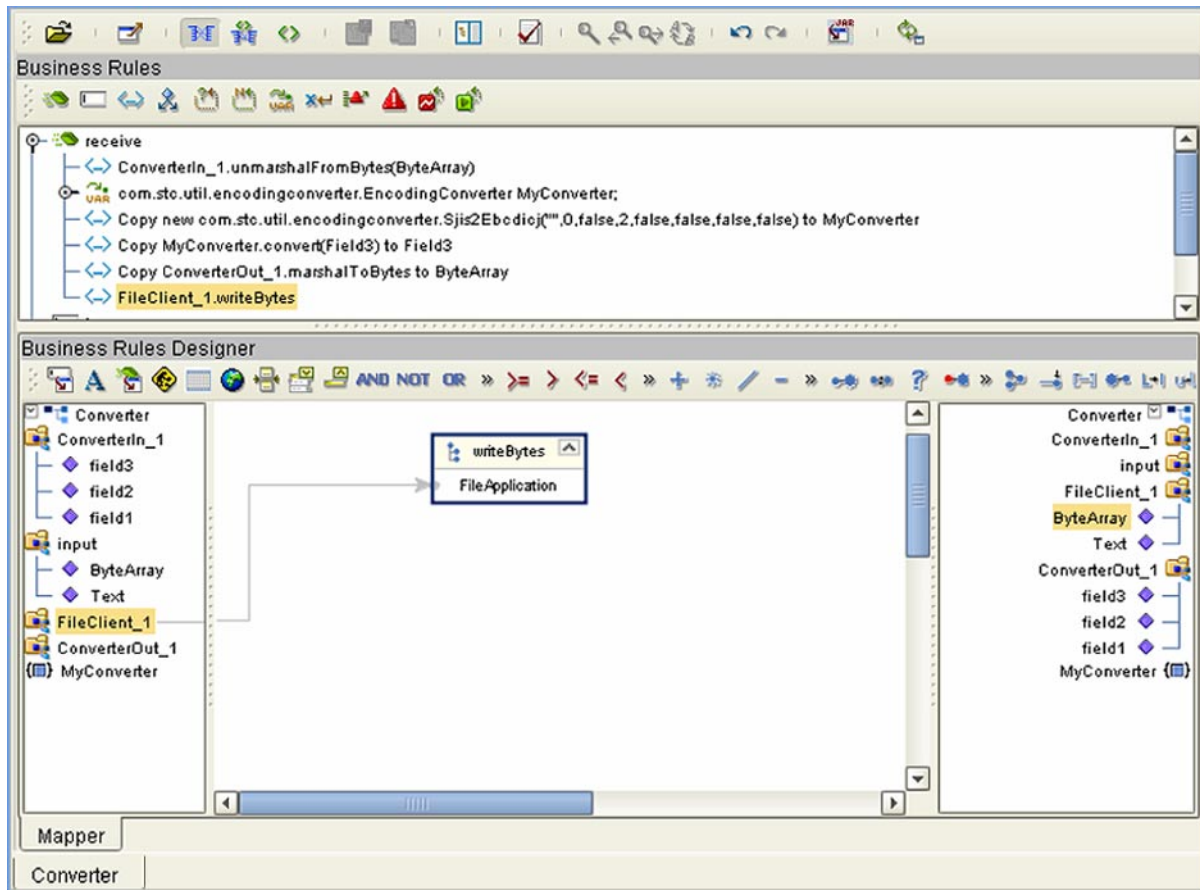 JAR
Business Rules
VAR
receive
ConverterIn_1.unmarshalFromBytes(ByteArray)
VAR com.stc.util.encodingconverter.EncodingConverter MyConverter;
Copy new com.stc.util.encodingconverter.Sjis2Ebcdicj("",0,false,2,false,false,false,false) to MyConverter
Copy MyConverter.convert(Field3) to Field3
Copy ConverterOut_1.marshalToBytes to ByteArray
FileClient_1.writeBytes
Business Rules Designer
A AND NOT OR » >= > <= < » + * / - » ? »
Converter
ConverterIn_1
field3
field2
field1
input
ByteArray
Text
FileClient_1
ConverterOut_1
{} MyConverter
writeBytes
FileApplication
Converter
ConverterIn_1
input
FileClient_1
ByteArray
Text
ConverterOut_1
field3
field2
field1
MyConverter {}
Mapper
Converter